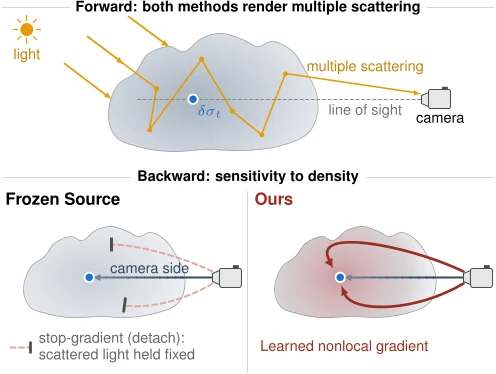 Forward: both methods render multiple scattering
light
multiple scattering
δσt
line of sight
camera
Backward: sensitivity to density
Frozen Source
Ours
camera side
stop-gradient (detach):
scattered light held fixed
Learned nonlocal gradient